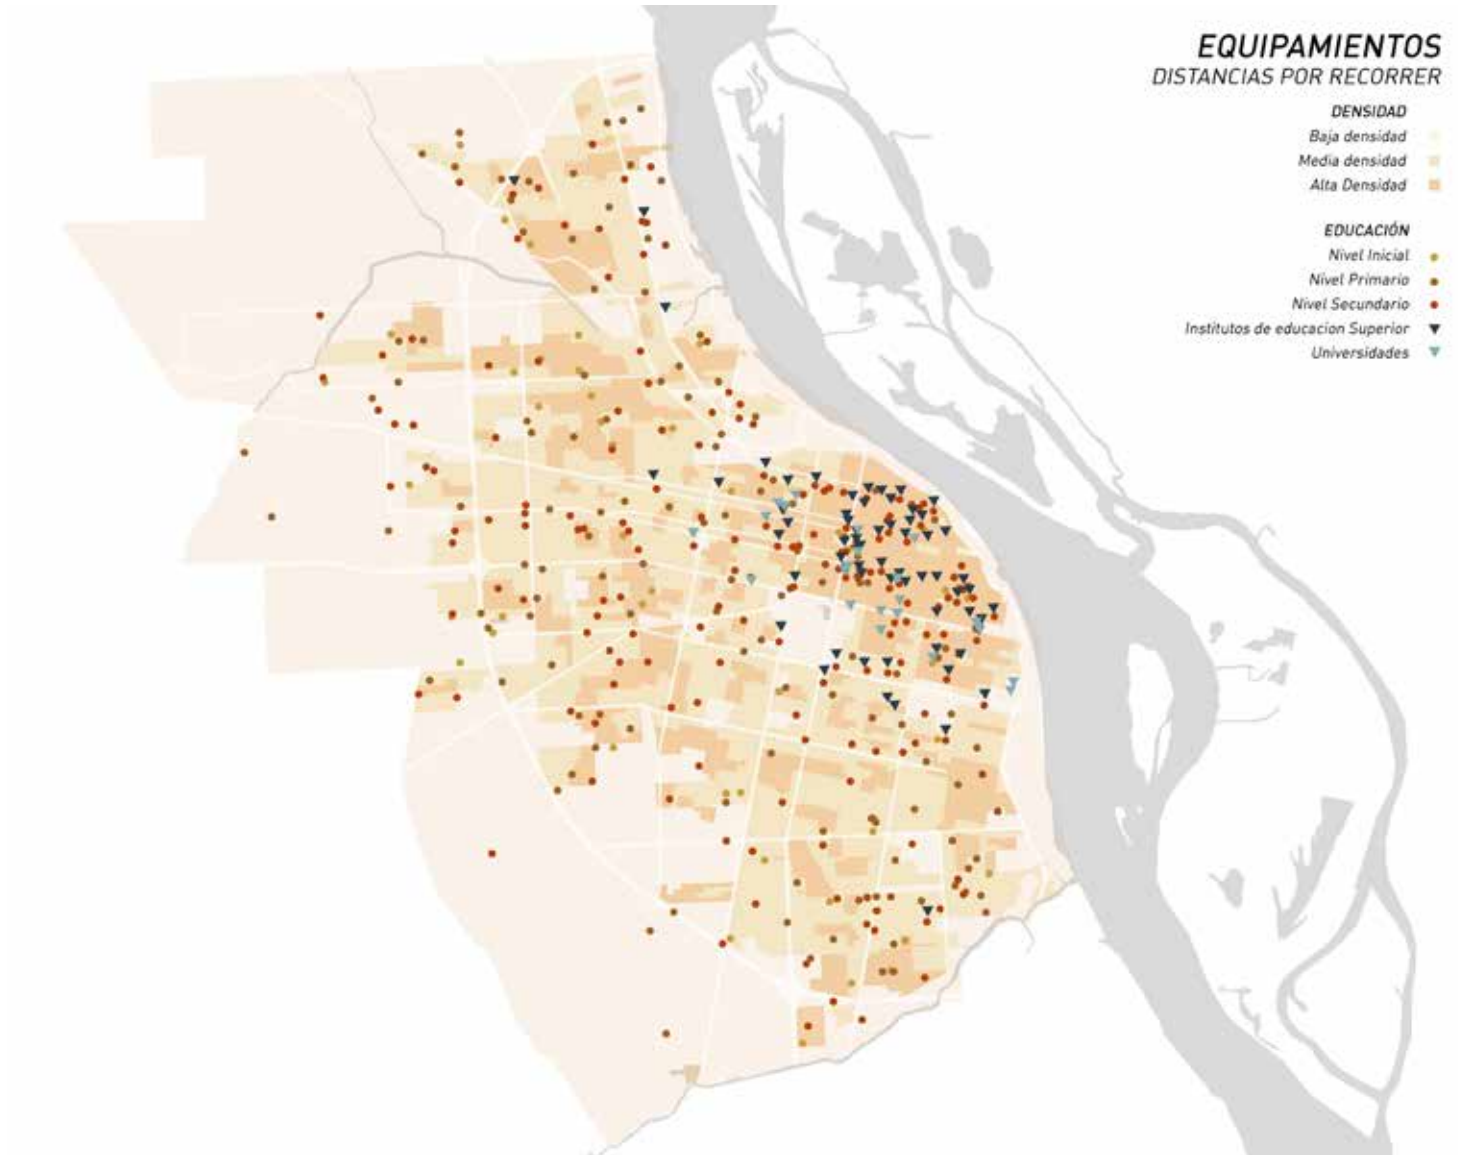 EQUIPAMIENTOS
DISTANCIAS POR RECORRER
DENSIDAD
Baja densidad
Media densidad
Alta Densidad
EDUCACIÓN
Nivel Inicial
Nivel Primario
Nivel Secundario
Institutos de educacion Superior
Universidades